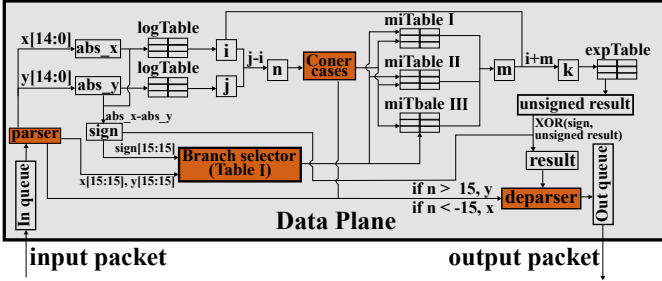 x[14:0]
abs_x
logTable
i
miTable I
y[14:0]
abs_y
logTable
j
j-i
n
Coner
cases
miTable II
m
i+m
k
expTable
abs_x-abs_y
miTbale III
unsigned result
parser
sign
XOR(sign,
unsigned result)
sign[15:15]
Branch selector
(Table I)
result
x[15:15], y[15:15]
In queue
if n > 15, y
if n < -15, x
deparser
Out queue
Data Plane
input packet
output packet